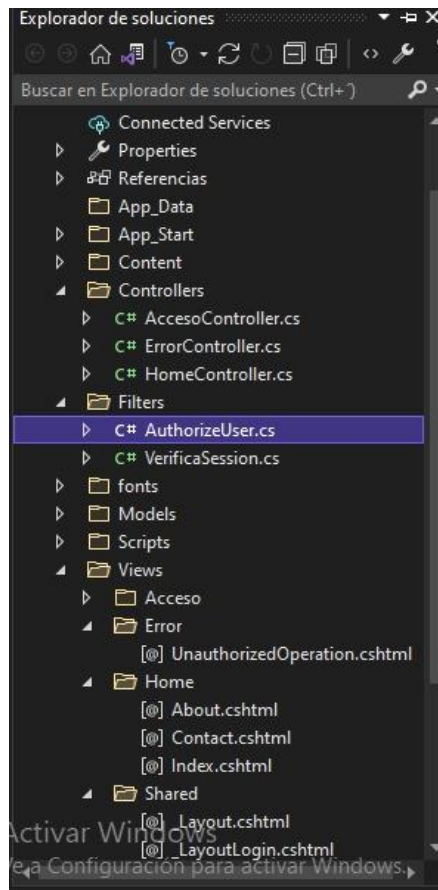 Explorador de soluciones
Buscar en Explorador de soluciones (Ctrl+´)
Connected Services
Properties
Referencias
App_Data
App_Start
Content
Controllers
C# AccesoController.cs
C# ErrorController.cs
C# HomeController.cs
Filters
C# AuthorizeUser.cs
C# VerificaSession.cs
fonts
Models
Scripts
Views
Acceso
Error
[@] UnauthorizedOperation.cshtml
Home
[@] About.cshtml
[@] Contact.cshtml
[@] Index.cshtml
Shared
[@] _Layout.cshtml
Activar Windows
[@] _LayoutLogin.cshtml
Ve a Configuración para activar Windows.